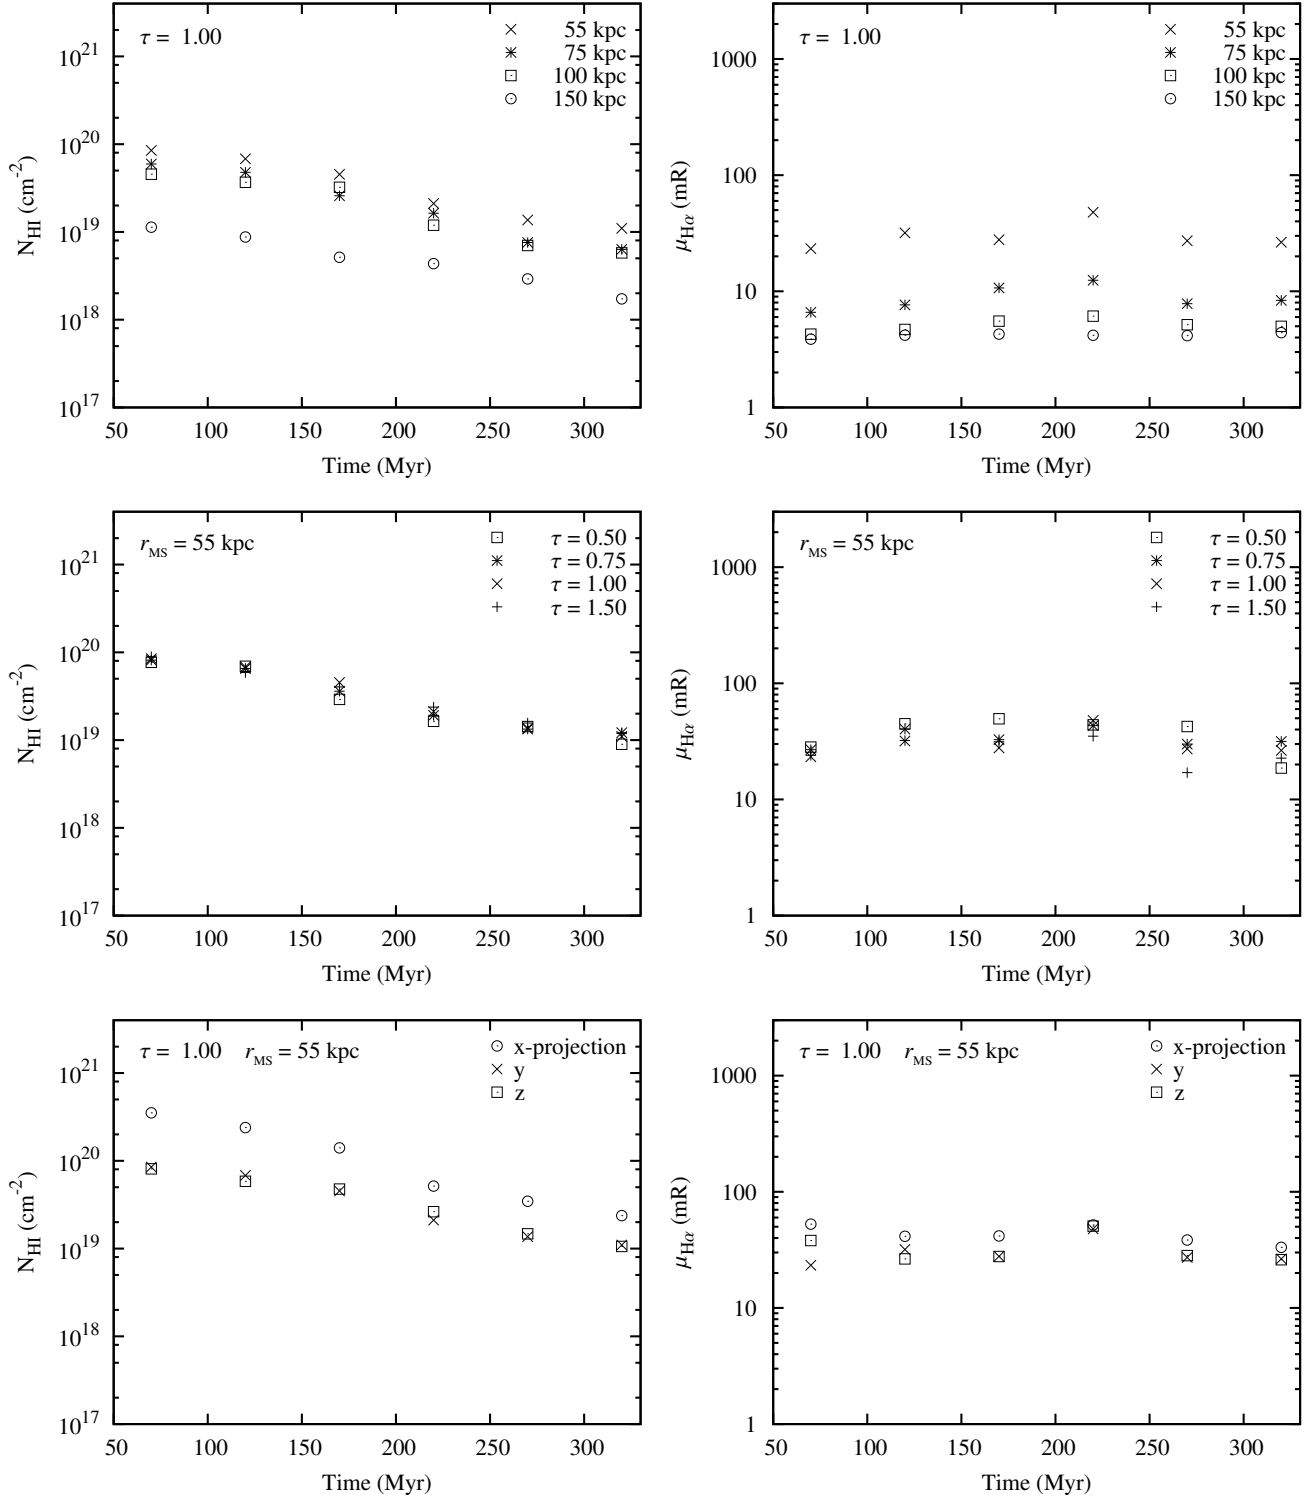 τ = 1.00
55 kpc
75 kpc
100 kpc
150 kpc
10^21
10^20
10^19
10^18
10^17
N_HI (cm^-2)
50 100 150 200 250 300
Time (Myr)
τ = 1.00
55 kpc
75 kpc
100 kpc
150 kpc
1000
100
10
1
μ_Hα (mR)
50 100 150 200 250 300
Time (Myr)
r_MS = 55 kpc
τ = 0.50
τ = 0.75
τ = 1.00
τ = 1.50
10^21
10^20
10^19
10^18
10^17
N_HI (cm^-2)
50 100 150 200 250 300
Time (Myr)
r_MS = 55 kpc
τ = 0.50
τ = 0.75
τ = 1.00
τ = 1.50
1000
100
10
1
μ_Hα (mR)
50 100 150 200 250 300
Time (Myr)
τ = 1.00 r_MS = 55 kpc
x-projection
y
z
10^21
10^20
10^19
10^18
10^17
N_HI (cm^-2)
50 100 150 200 250 300
Time (Myr)
τ = 1.00 r_MS = 55 kpc
x-projection
y
z
1000
100
10
1
μ_Hα (mR)
50 100 150 200 250 300
Time (Myr)